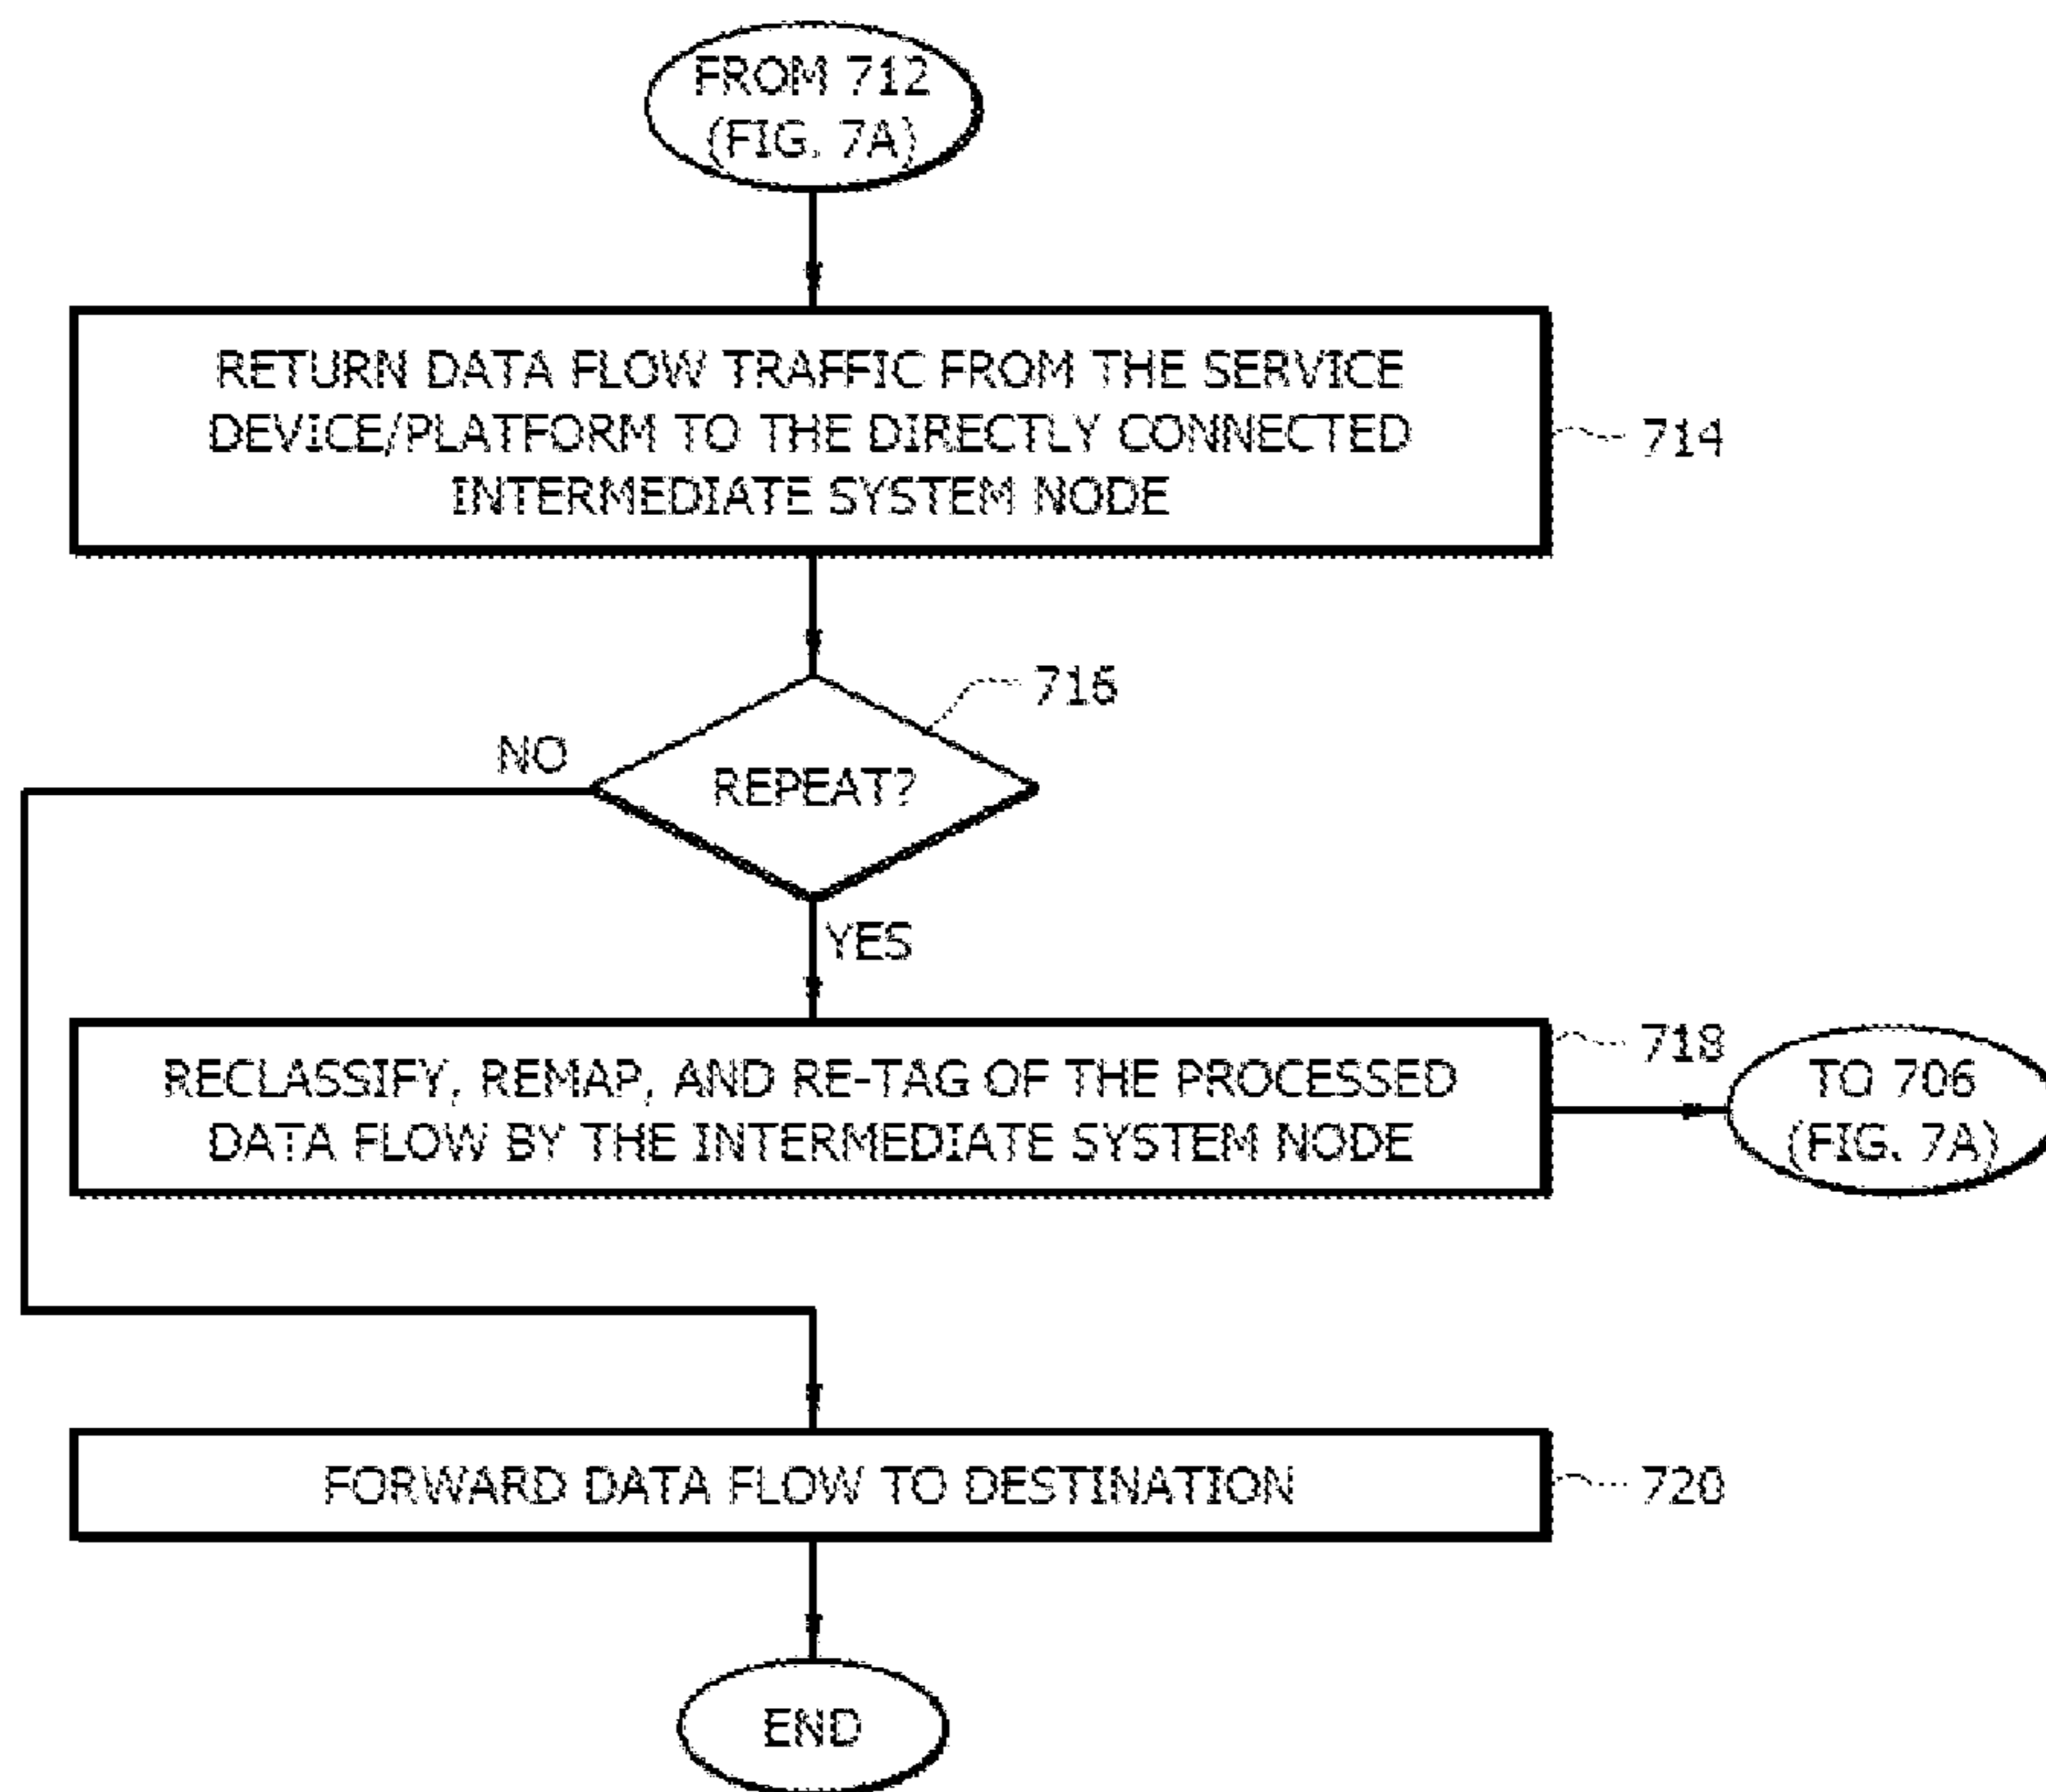 FROM 712
(FIG. 7A)
RETURN DATA FLOW TRAFFIC FROM THE SERVICE
DEVICE/PLATFORM TO THE DIRECTLY CONNECTED
INTERMEDIATE SYSTEM NODE
714
716
NO
REPEAT?
YES
718
RECLASSIFY, REMAP, AND RE-TAG OF THE PROCESSED
DATA FLOW BY THE INTERMEDIATE SYSTEM NODE
TO 706
(FIG. 7A)
FORWARD DATA FLOW TO DESTINATION
720
END